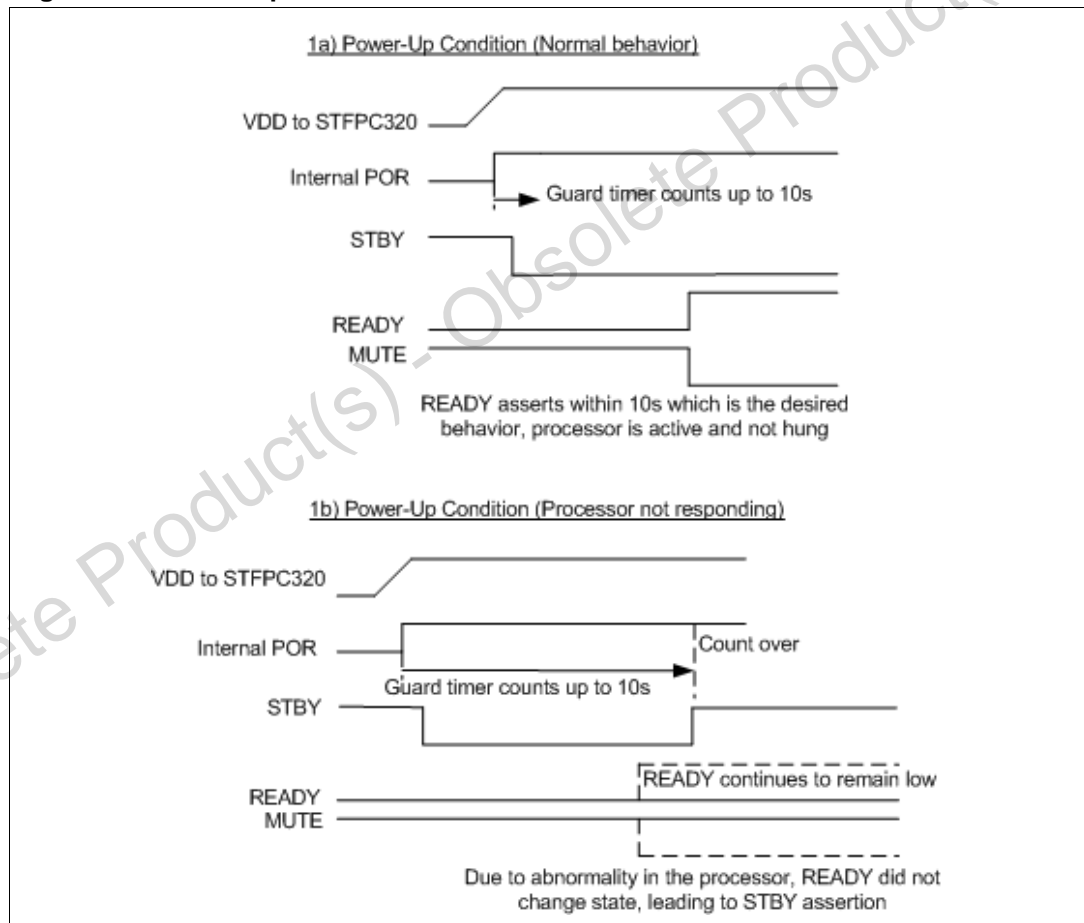 1a) Power-Up Condition (Normal behavior)
VDD to STFPC320
Internal POR
Guard timer counts up to 10s
STBY
READY
MUTE
READY asserts within 10s which is the desired
behavior, processor is active and not hung
1b) Power-Up Condition (Processor not responding)
VDD to STFPC320
Internal POR
Count over
Guard timer counts up to 10s
STBY
READY continues to remain low
READY
MUTE
Due to abnormality in the processor, READY did not
change state, leading to STBY assertion
ete Product(s) - Obsolete Product(